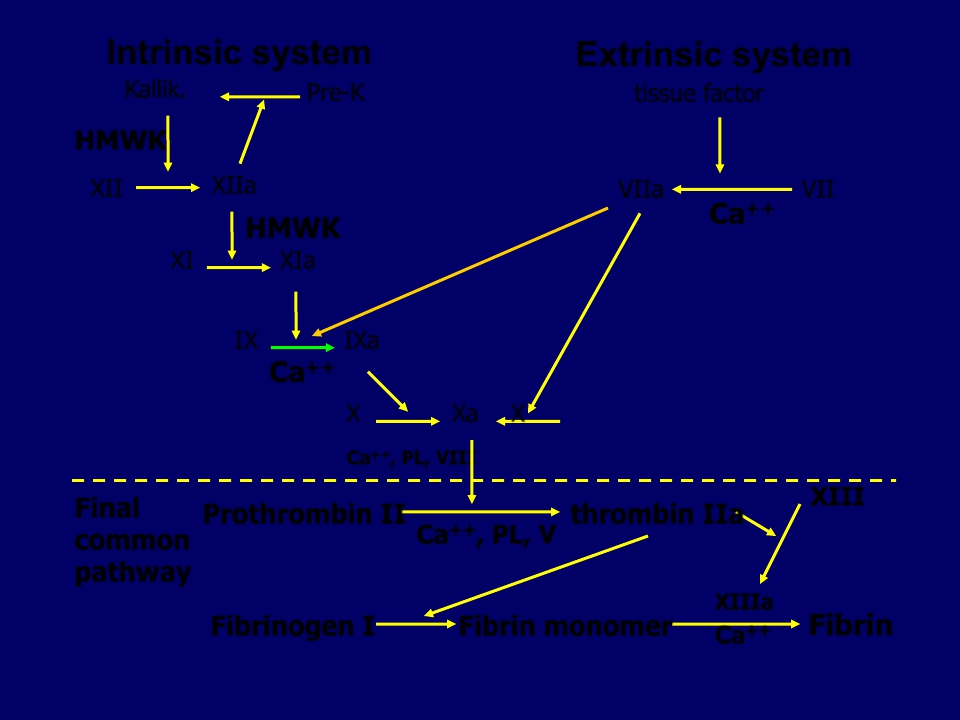 Intrinsic system
Extrinsic system
Kallik.
Pre-K
tissue factor
HMWK
XII
XIIa
VIIa
VII
Ca++
HMWK
XI
XIa
IX
IXa
Ca++
X
Xa
X
Ca++, PL, VIII
Final
common
pathway
Prothrombin II
thrombin IIa
XIII
Ca++, PL, V
XIIIa
Fibrinogen I
Fibrin monomer
Ca++
Fibrin